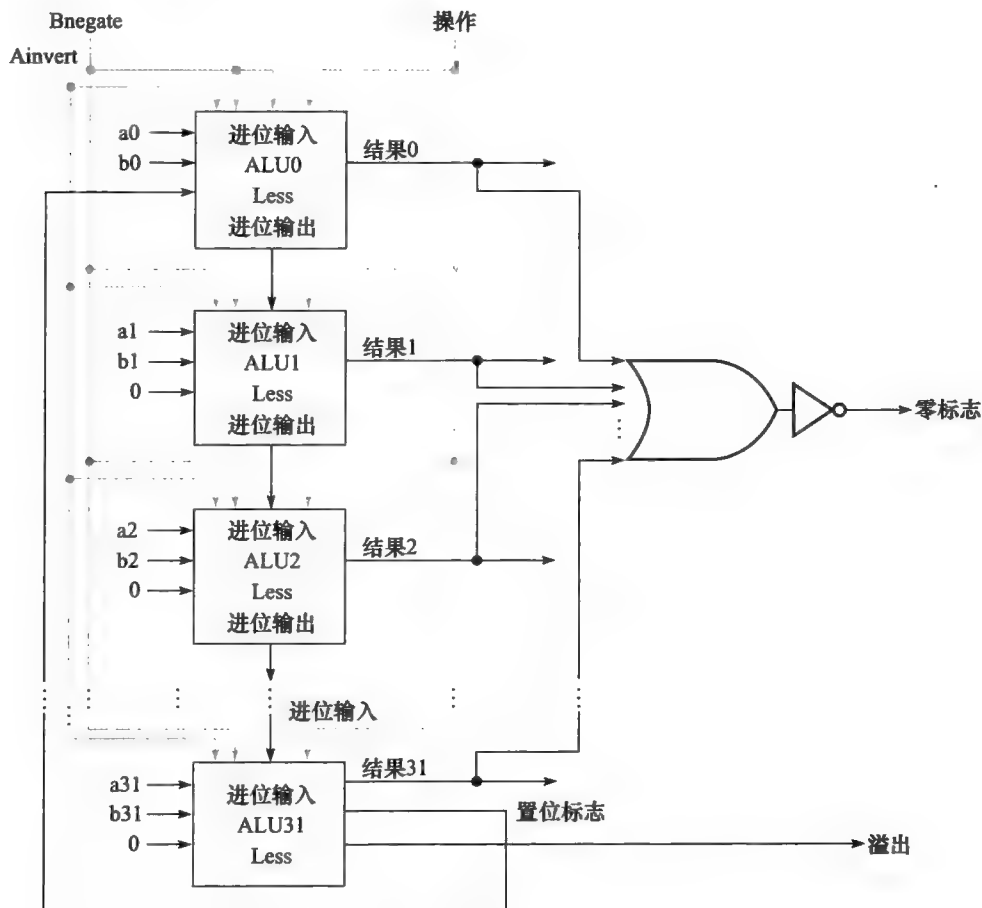 Bnegate
操作
Ainvert
a0
b0
进位输入
ALU0
Less
进位输出
结果0
a1
b1
0
进位输入
ALU1
Less
进位输出
结果1
零标志
a2
b2
0
进位输入
ALU2
Less
进位输出
结果2
进位输入
a31
b31
0
进位输入
ALU31
Less
结果31
置位标志
溢出